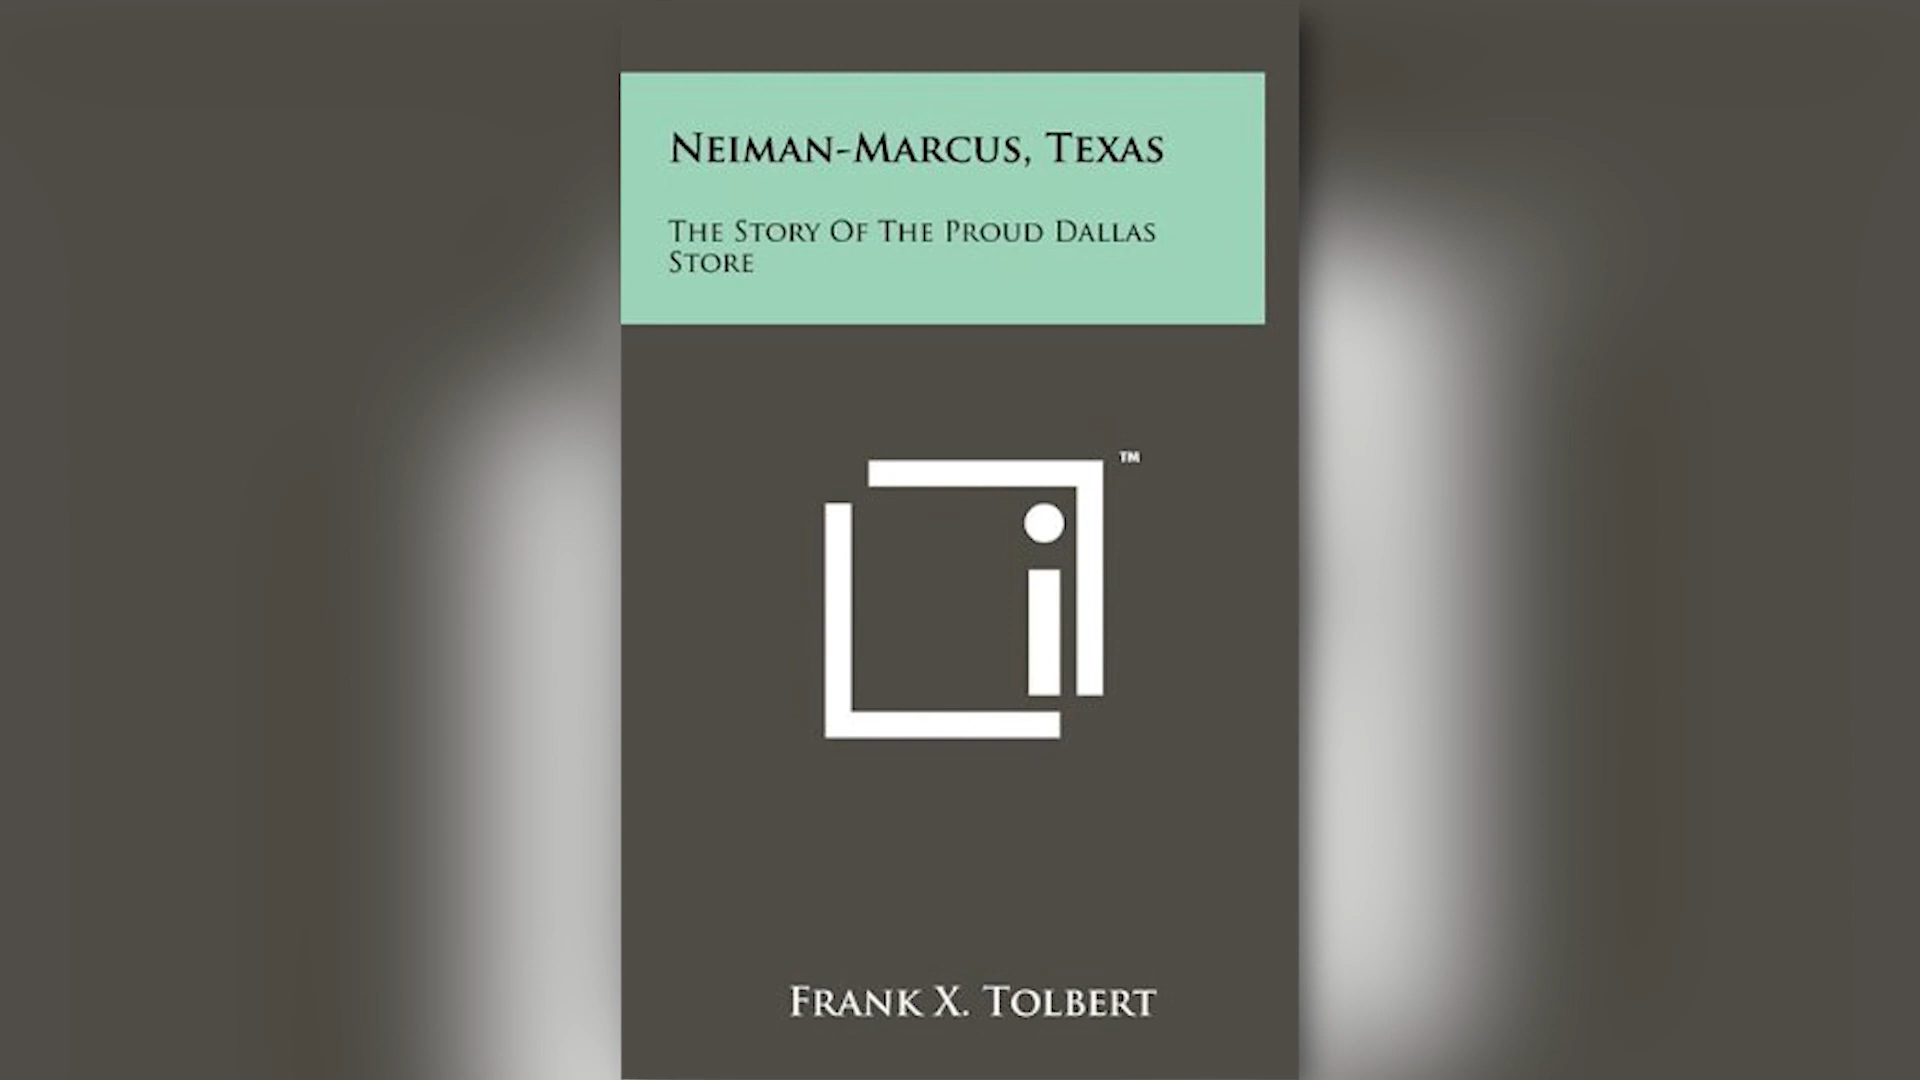 Neiman-Marcus, Texas
The Story Of The Proud Dallas
Store
TM
i
Frank X. Tolbert